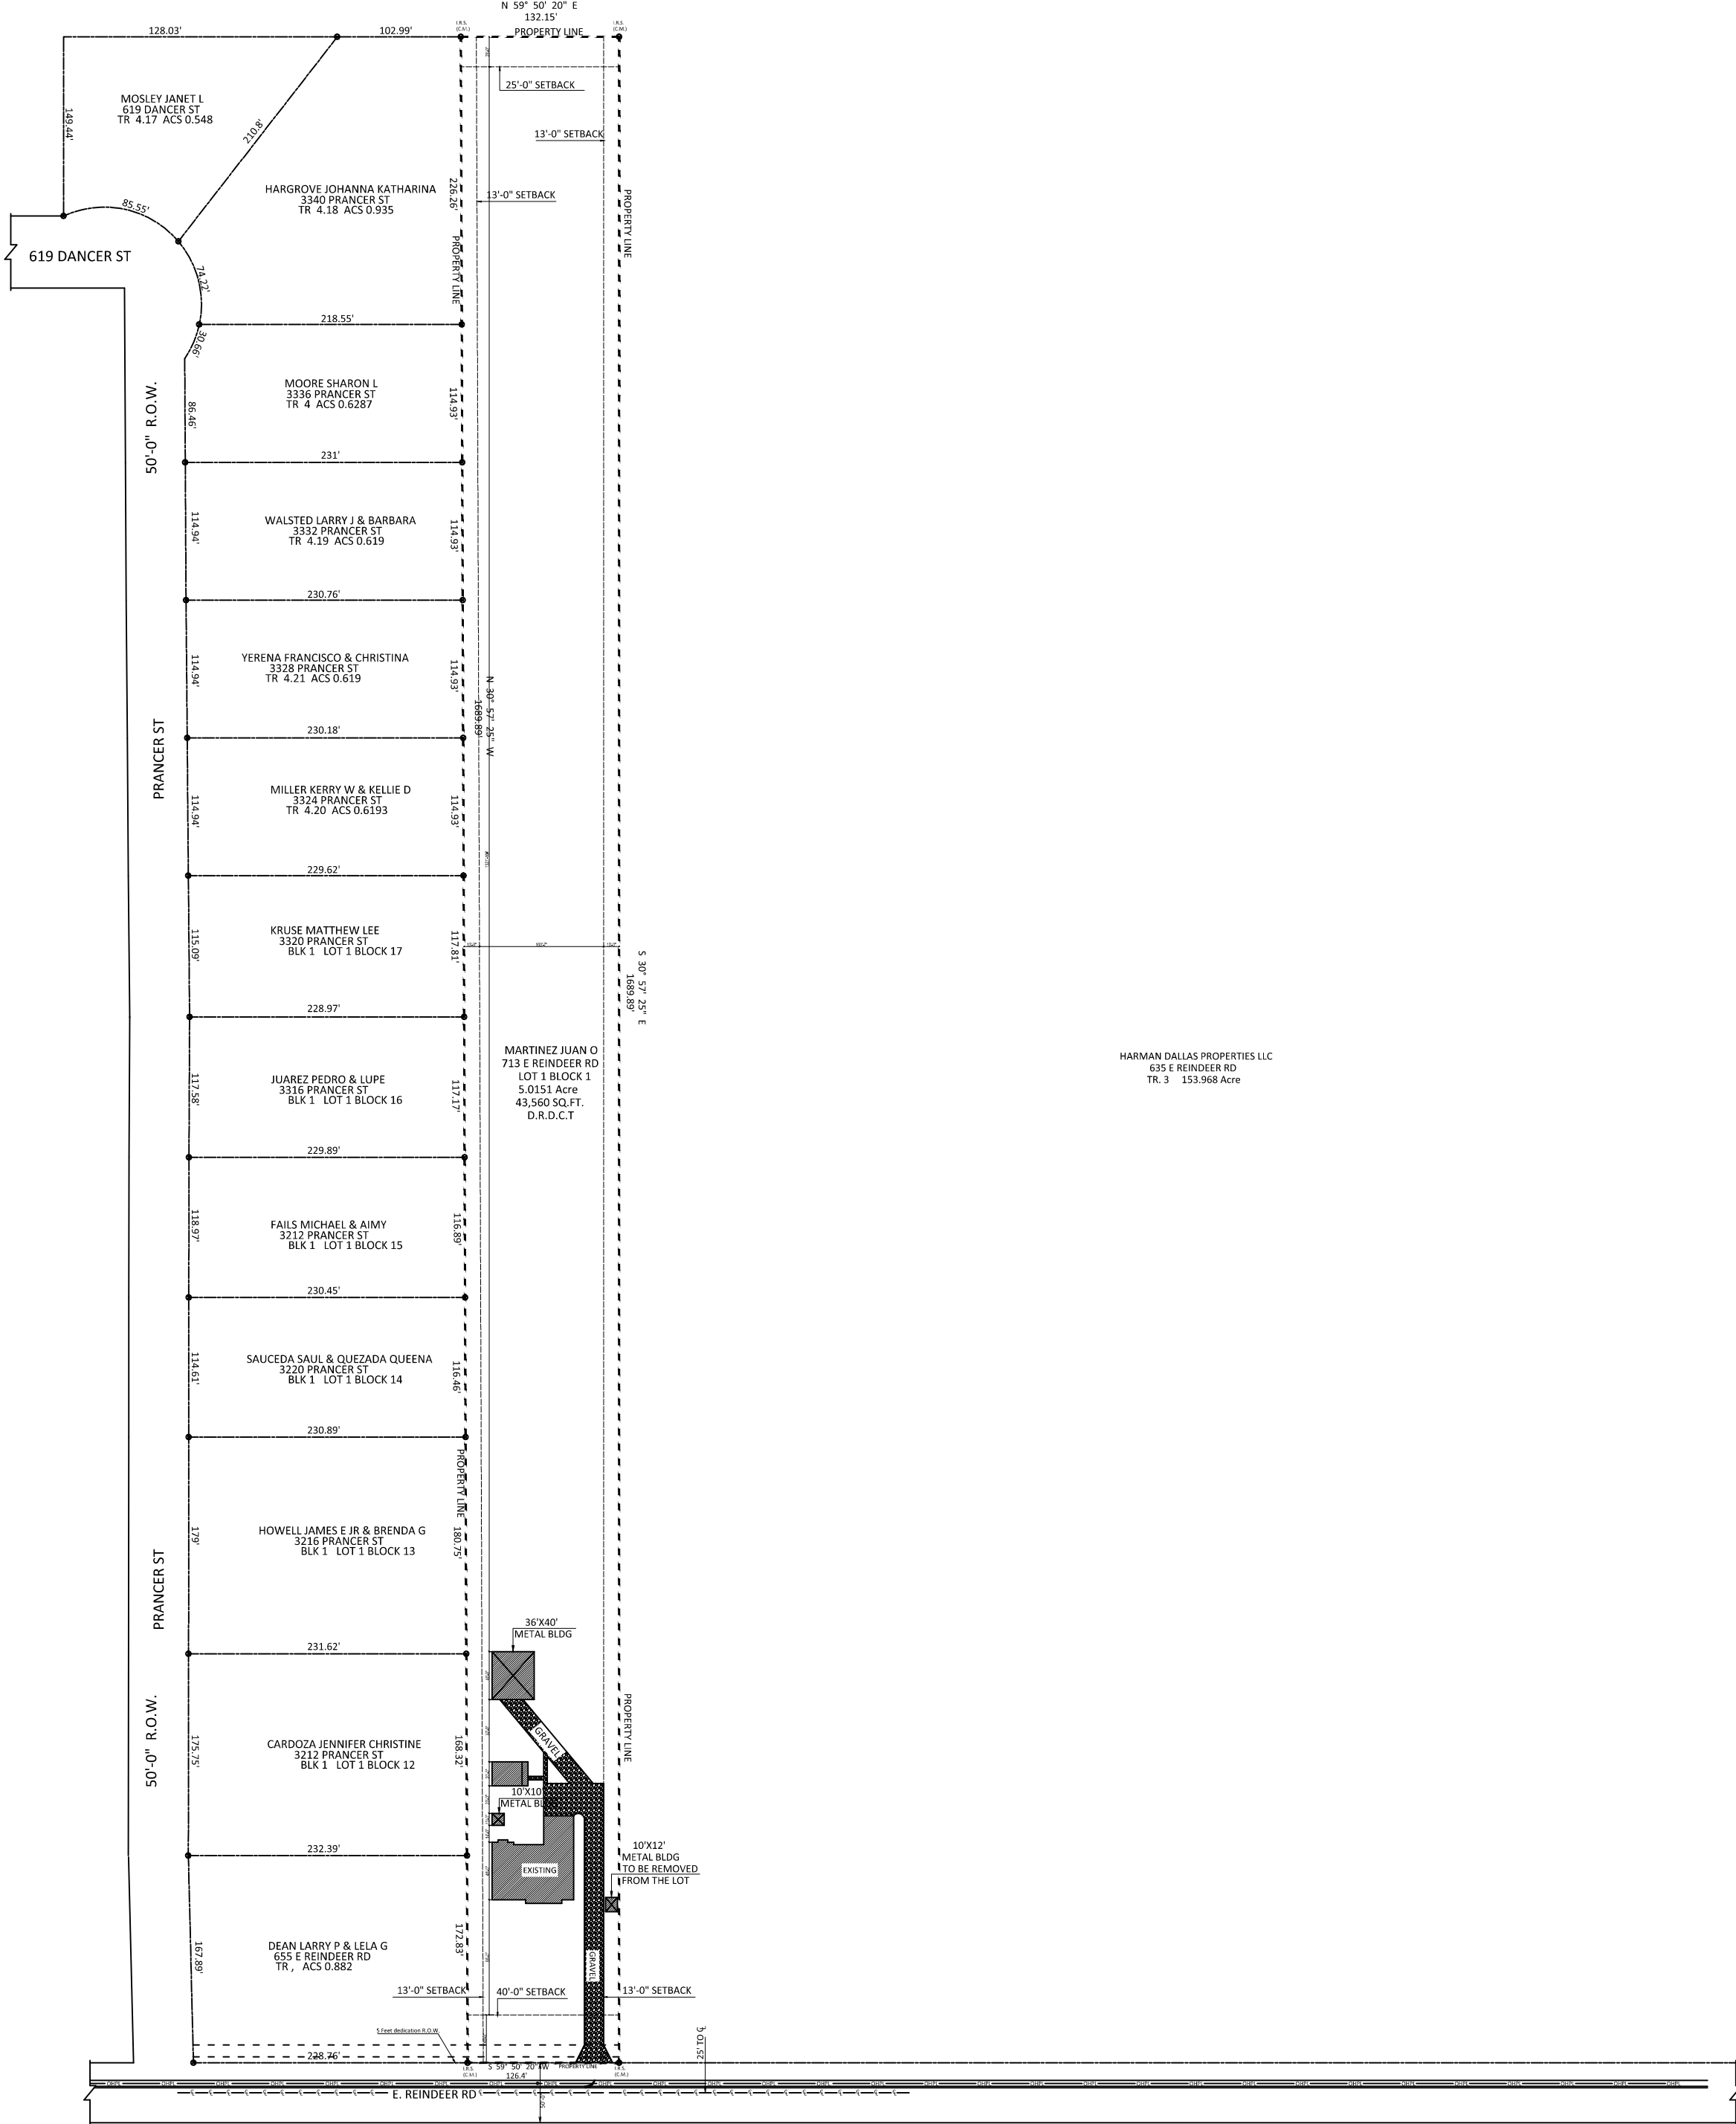 N 59° 50' 20" E
132.15'
PROPERTY LINE
I.R.S.
(C.M.)
I.R.S.
(C.M.)
128.03'
102.99'
25'-0" SETBACK
13'-0" SETBACK
13'-0" SETBACK
MOSLEY JANET L
619 DANCER ST
TR 4.17 ACS 0.548
149.44'
210.8'
85.55'
HARGROVE JOHANNA KATHARINA
3340 PRANCER ST
TR 4.18 ACS 0.935
226.26'
PROPERTY LINE
PROPERTY LINE
619 DANCER ST
74.22'
218.55'
30.66'
MOORE SHARON L
3336 PRANCER ST
TR 4 ACS 0.6287
86.46'
114.93'
50'-0" R.O.W.
231'
WALSTED LARRY J & BARBARA
3332 PRANCER ST
TR 4.19 ACS 0.619
114.94'
114.93'
230.76'
YERENA FRANCISCO & CHRISTINA
3328 PRANCER ST
TR 4.21 ACS 0.619
114.94'
114.93'
N 30° 57' 25" W
1689.89'
230.18'
PRANCER ST
MILLER KERRY W & KELLIE D
3324 PRANCER ST
TR 4.20 ACS 0.6193
114.94'
114.93'
229.62'
KRUSE MATTHEW LEE
3320 PRANCER ST
BLK 1 LOT 1 BLOCK 17
115.09'
117.81'
S 30° 57' 25" E
1689.89'
228.97'
MARTINEZ JUAN O
713 E REINDEER RD
LOT 1 BLOCK 1
5.0151 Acre
43,560 SQ.FT.
D.R.D.C.T
HARMAN DALLAS PROPERTIES LLC
635 E REINDEER RD
TR. 3 153.968 Acre
JUAREZ PEDRO & LUPE
3316 PRANCER ST
BLK 1 LOT 1 BLOCK 16
117.58'
117.17'
229.89'
FAILS MICHAEL & AIMY
3212 PRANCER ST
BLK 1 LOT 1 BLOCK 15
118.97'
116.89'
230.45'
SAUCEDA SAUL & QUEZADA QUEENA
3220 PRANCER ST
BLK 1 LOT 1 BLOCK 14
114.61'
116.46'
230.89'
PROPERTY LINE
HOWELL JAMES E JR & BRENDA G
3216 PRANCER ST
BLK 1 LOT 1 BLOCK 13
179'
180.75'
PRANCER ST
36'X40'
METAL BLDG
231.62'
50'-0" R.O.W.
PROPERTY LINE
GRAVEL
CARDOZA JENNIFER CHRISTINE
3212 PRANCER ST
BLK 1 LOT 1 BLOCK 12
175.75'
168.32'
10'X10'
METAL BL
232.39'
10'X12'
METAL BLDG
TO BE REMOVED
FROM THE LOT
EXISTING
DEAN LARRY P & LELA G
655 E REINDEER RD
TR , ACS 0.882
167.89'
172.83'
GRAVEL
13'-0" SETBACK
40'-0" SETBACK
13'-0" SETBACK
5 Feet dedication R.O.W.
25' TO
228.76'
I.R.S.
(C.M.)
S 59° 50' 20" W
126.4'
PROPERTY LINE
I.R.S.
(C.M.)
E. REINDEER RD